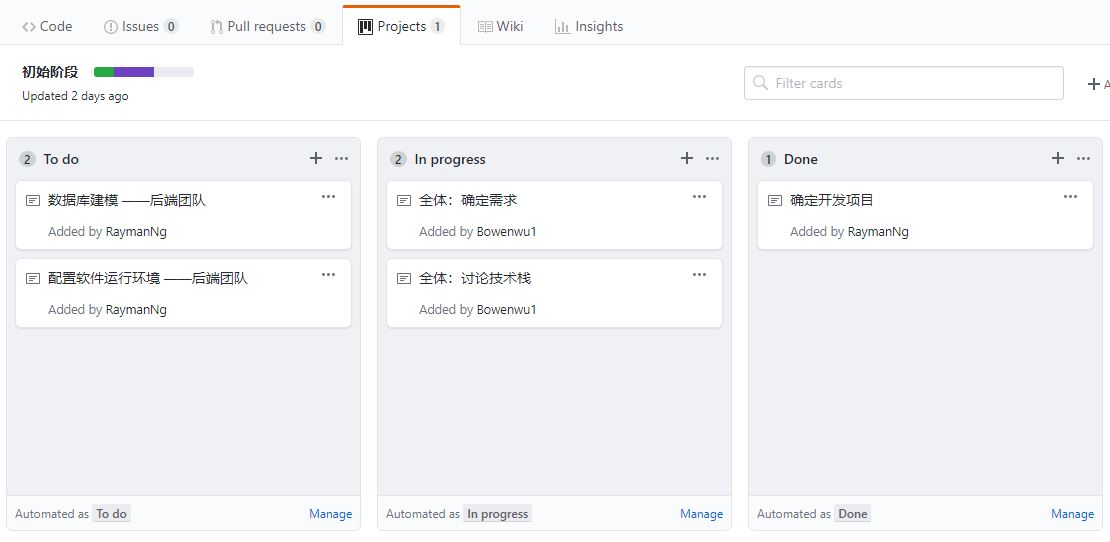 Code Issues 0 Pull requests 0 Projects 1 Wiki Insights
初始阶段
Updated 2 days ago
Filter cards
2 To do
数据库建模 ——后端团队
Added by RaymanNg
配置软件运行环境 ——后端团队
Added by RaymanNg
Automated as To do Manage
2 In progress
全体：确定需求
Added by Bowenwu1
全体：讨论技术栈
Added by Bowenwu1
Automated as In progress Manage
1 Done
确定开发项目
Added by RaymanNg
Automated as Done Manage